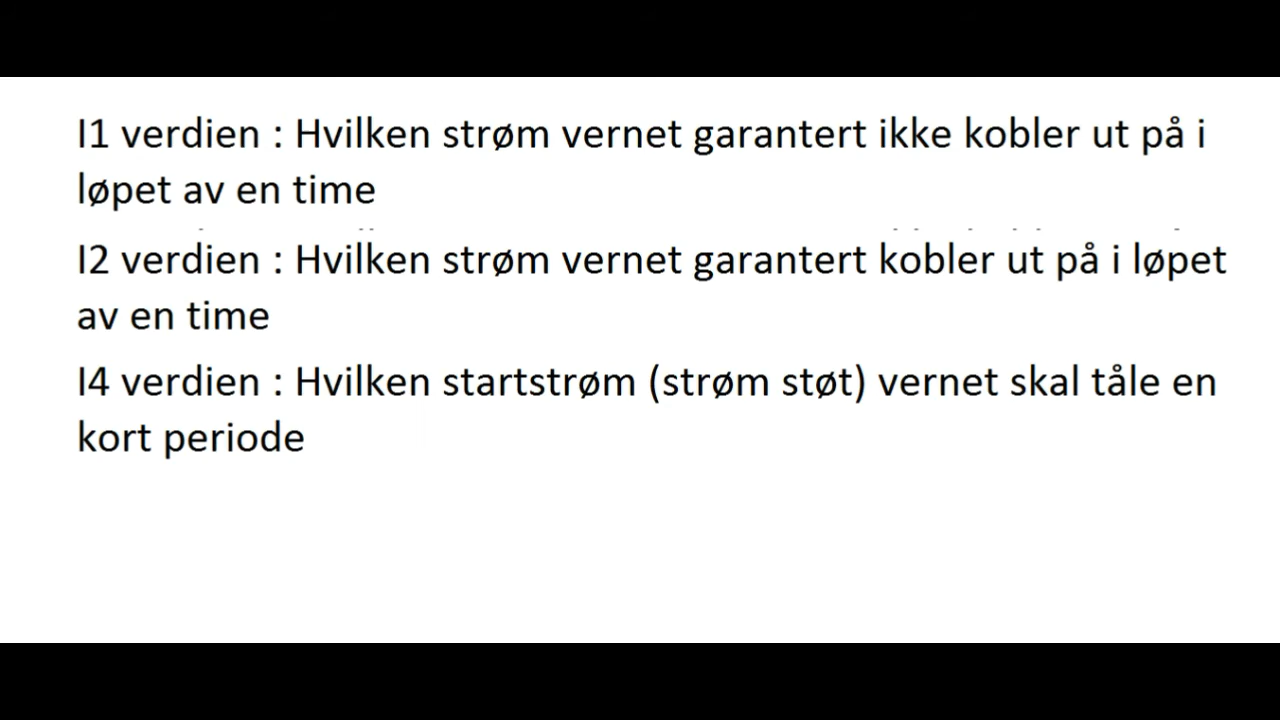 I1 verdien : Hvilken strøm vernet garantert ikke kobler ut på i
løpet av en time
I2 verdien : Hvilken strøm vernet garantert kobler ut på i løpet
av en time
I4 verdien : Hvilken startstrøm (strøm støt) vernet skal tåle en
kort periode